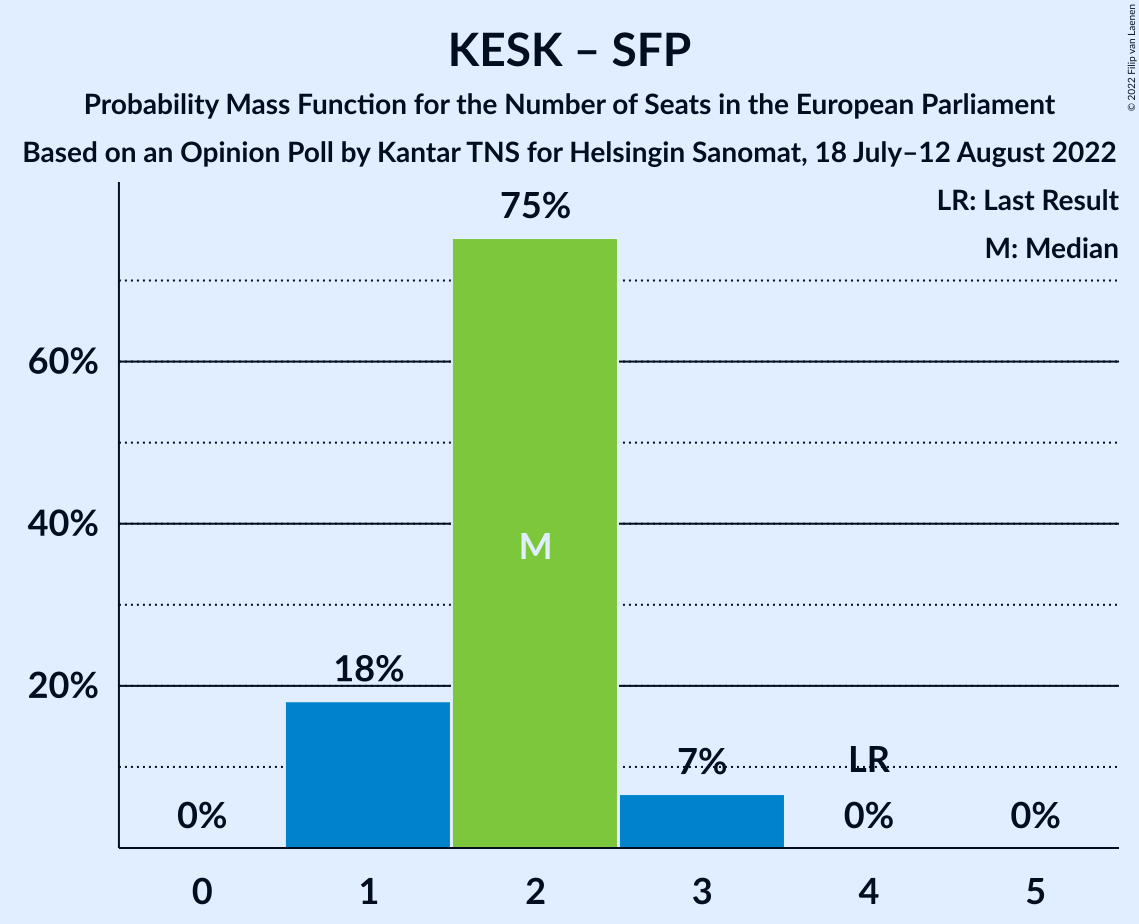 KESK – SFP
Probability Mass Function for the Number of Seats in the European Parliament
Based on an Opinion Poll by Kantar TNS for Helsingin Sanomat, 18 July–12 August 2022
© 2022 Filip van Laenen
LR: Last Result
M: Median
75%
60%
40%
M
20%
18%
7%
LR
0%
0%
0%
0 1 2 3 4 5